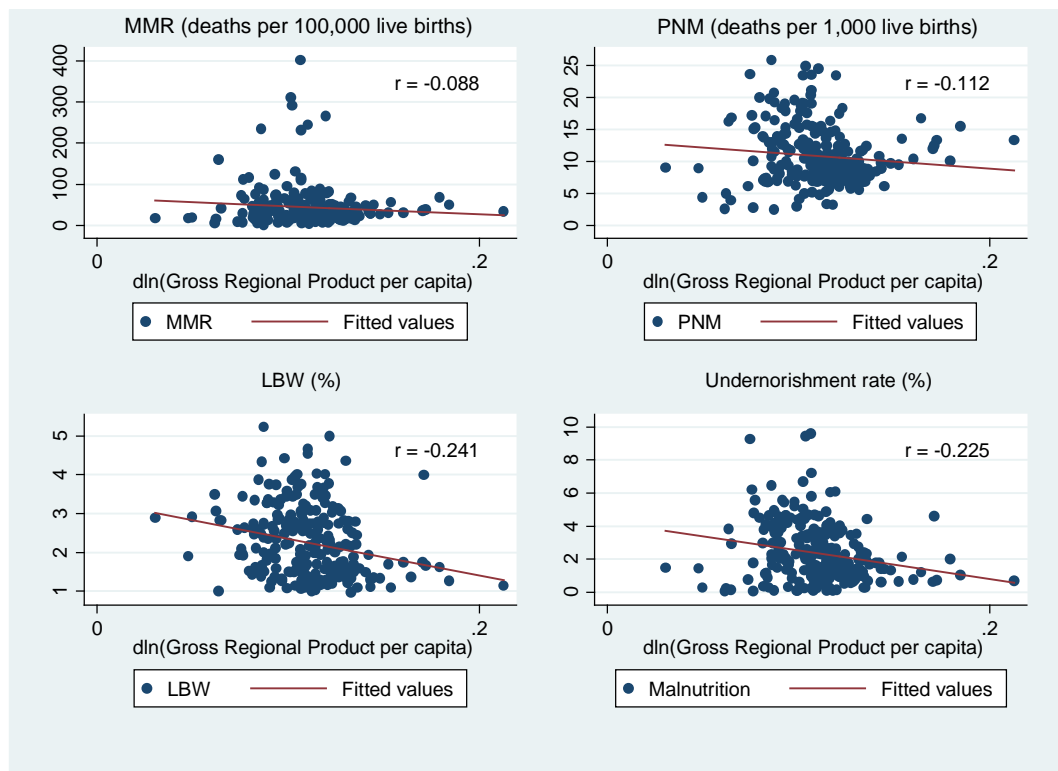 MMR (deaths per 100,000 live births)
r = -0.088
400
300
200
100
0
0 .2
dln(Gross Regional Product per capita)
MMR Fitted values
PNM (deaths per 1,000 live births)
r = -0.112
25
20
15
10
5
0
0 .2
dln(Gross Regional Product per capita)
PNM Fitted values
LBW (%)
r = -0.241
5
4
3
2
1
0 .2
dln(Gross Regional Product per capita)
LBW Fitted values
Undernorishment rate (%)
r = -0.225
10
8
6
4
2
0
0 .2
dln(Gross Regional Product per capita)
Malnutrition Fitted values